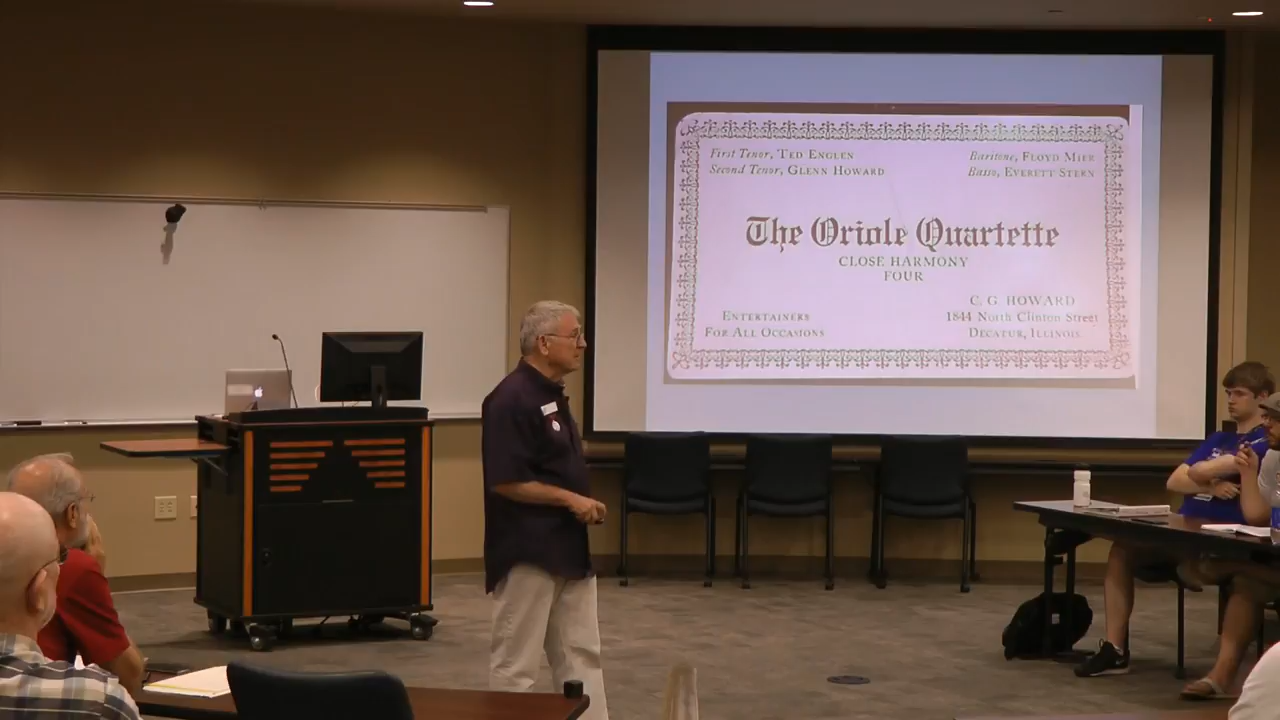 First Tenor, TED ENGLEN
Second Tenor, GLENN HOWARD
Baritone, FLOYD MIER
Basso, EVERETT STERN
The Oriole Quartette
CLOSE HARMONY
FOUR
ENTERTAINERS
FOR ALL OCCASIONS
C. G. HOWARD
1844 North Clinton Street
DECATUR, ILLINOIS